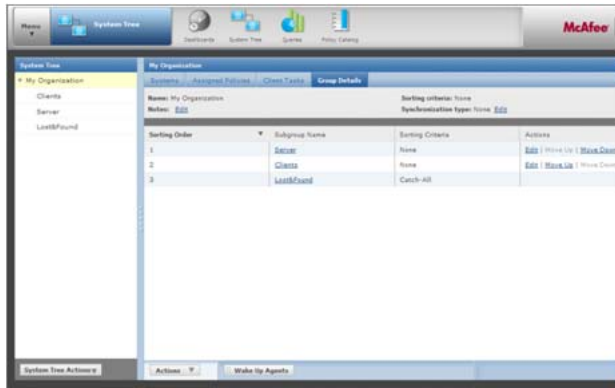 Menu
System Tree
Dashboards
System Tree
Queries
Policy Catalog
McAfee
System Tree
My Organization
Clients
Server
Lost&Found
My Organization
Systems Assigned Policies Client Tasks Group Details
Name: My Organization
Notes: Edit
Sorting criteria: None
Synchronization type: None Edit
Sorting Order Subgroup Name Sorting Criteria Actions
1 Server None Edit | Move Up | Move Down
2 Clients None Edit | Move Up | Move Down
3 Lost&Found Catch-All
System Tree Actions
Actions
Wake Up Agents